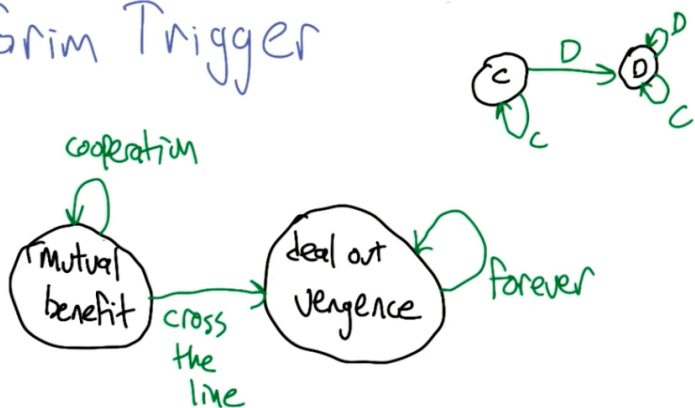 Grim Trigger
C
D
D
D
C
C
cooperation
mutual
benefit
cross
the
line
deal out
vengence
forever